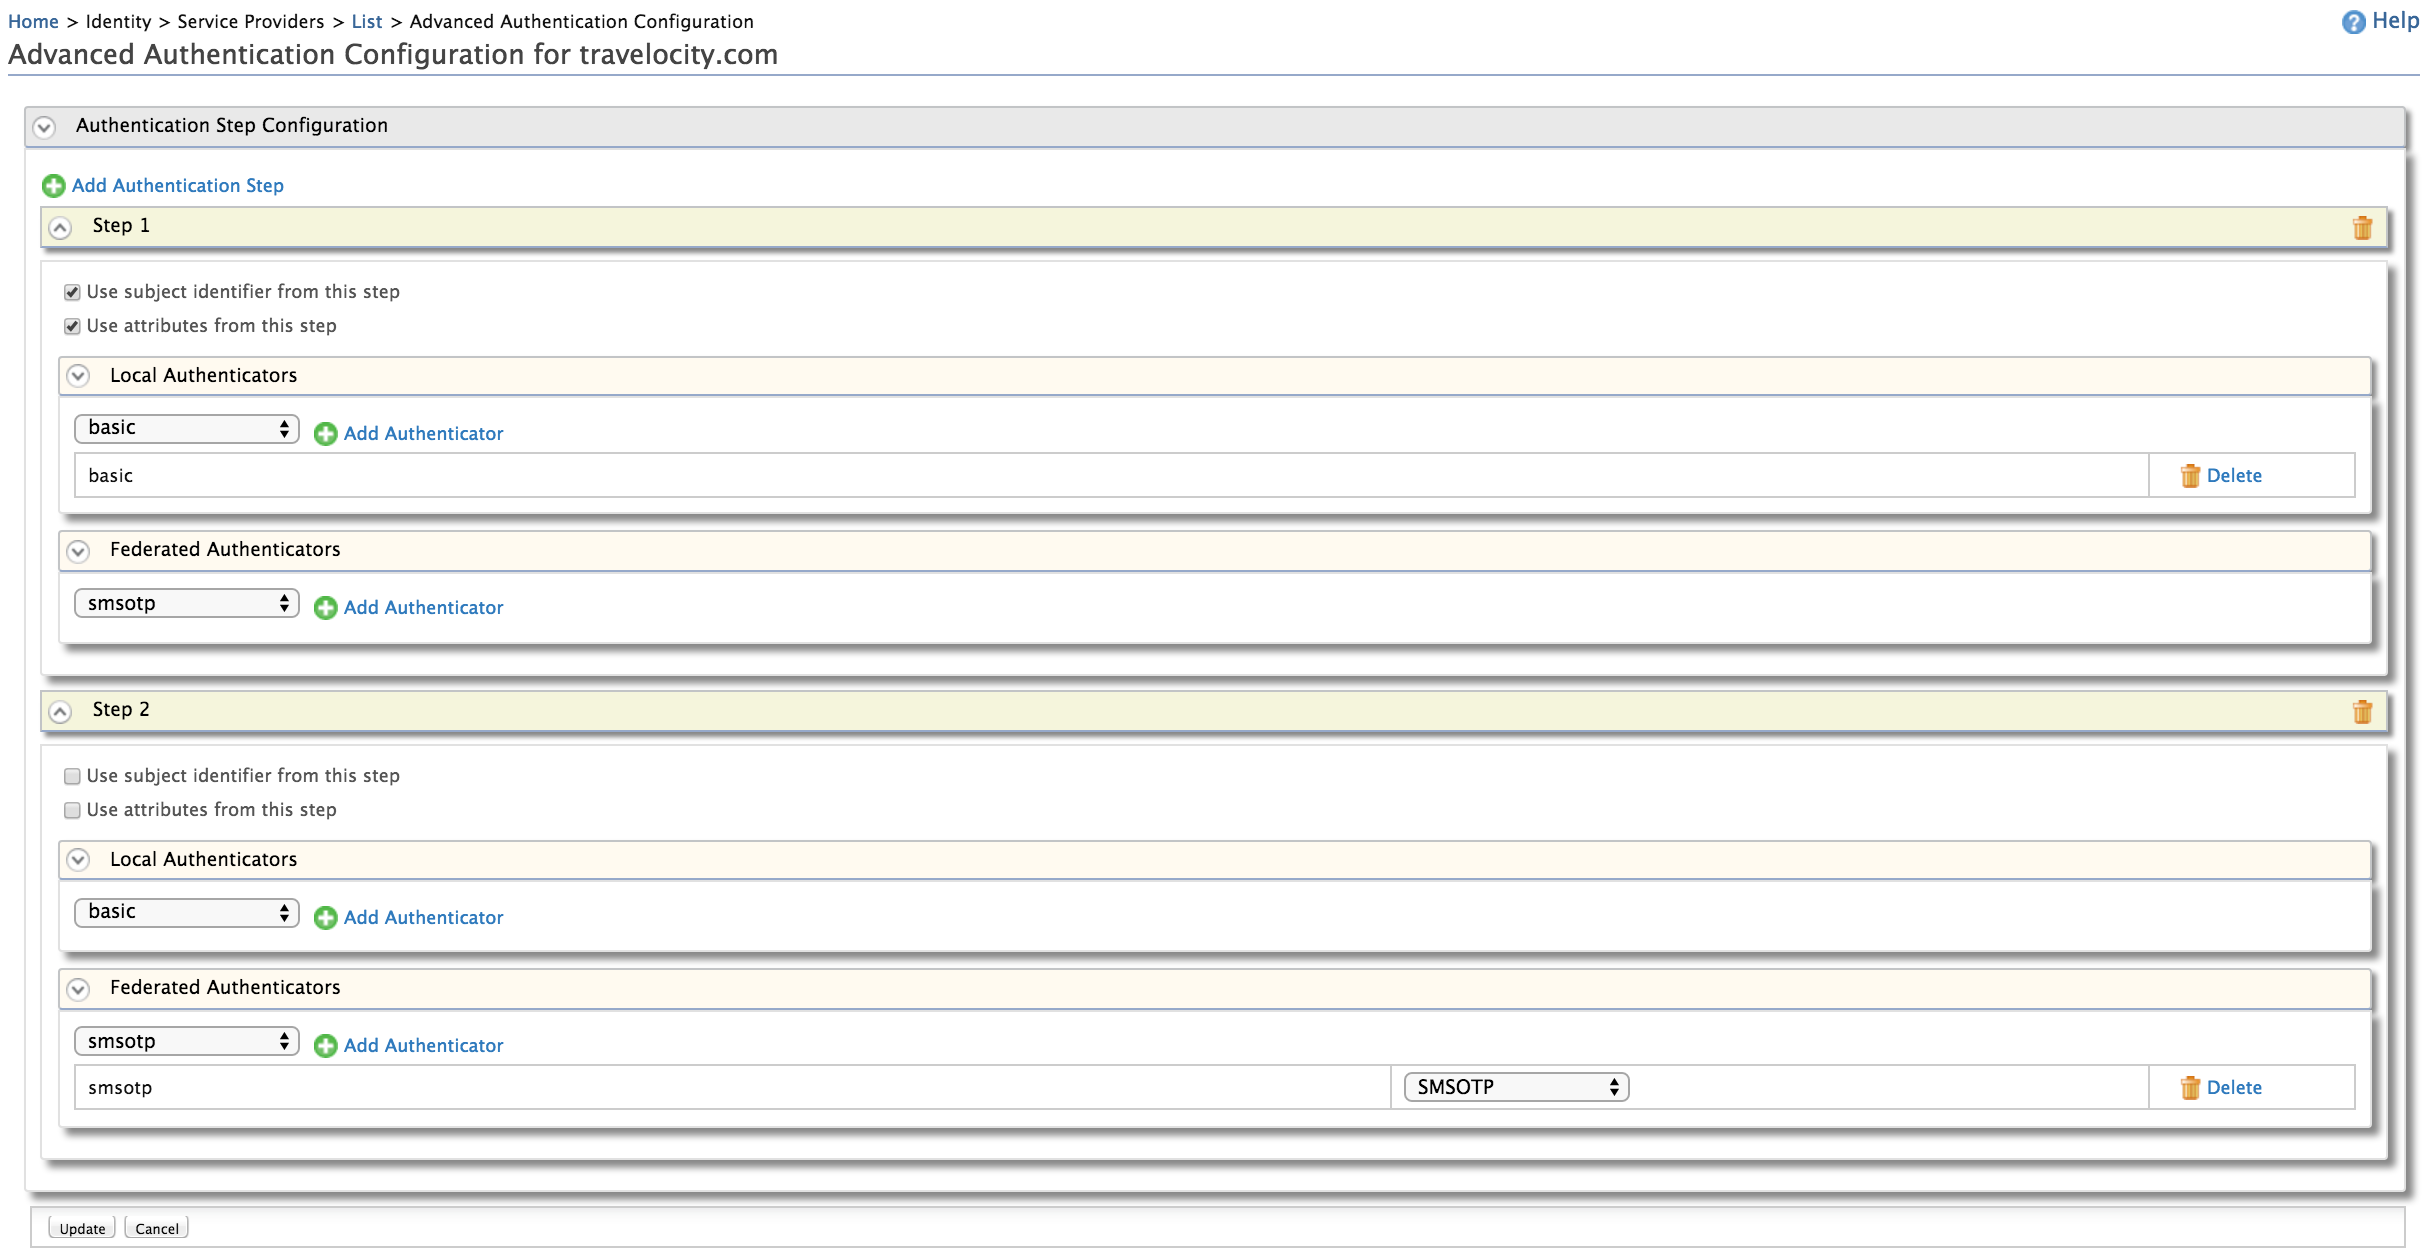 Home > Identity > Service Providers > List > Advanced Authentication Configuration
Help
Advanced Authentication Configuration for travelocity.com
Authentication Step Configuration
Add Authentication Step
Step 1
Use subject identifier from this step
Use attributes from this step
Local Authenticators
basic Add Authenticator
basic Delete
Federated Authenticators
smsotp Add Authenticator
Step 2
Use subject identifier from this step
Use attributes from this step
Local Authenticators
basic Add Authenticator
Federated Authenticators
smsotp Add Authenticator
smsotp SMSOTP Delete
Update Cancel